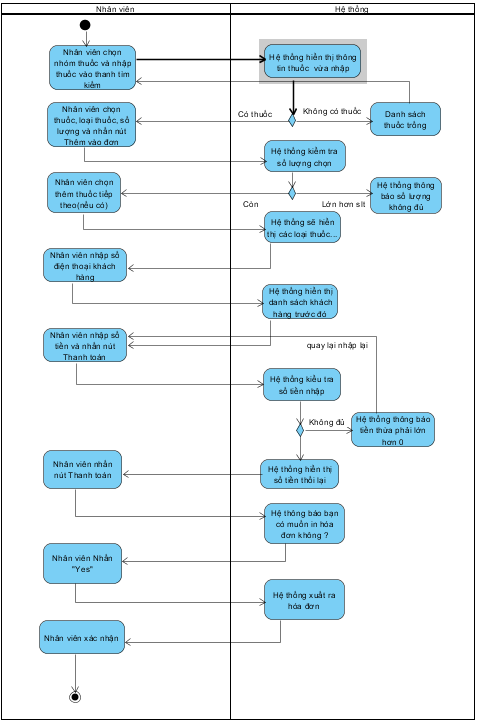 Nhân viên
Hệ thống
Nhân viên chọn
nhóm thuốc và nhập
thuốc vào thanh tìm
kiếm
Hệ thống hiển thị thông
tin thuốc vừa nhập
Có thuốc
Không có thuốc
Danh sách
thuốc trống
Nhân viên chọn
thuốc, loại thuốc, số
lượng và nhấn nút
Thêm vào đơn
Hệ thống kiểm tra
số lượng chọn
Nhân viên chọn
thêm thuốc tiếp
theo(nếu có)
Còn
Lớn hơn slt
Hệ thống thông
báo số lượng
không đủ
Hệ thống sẽ hiển
thị các loại thuốc...
Nhân viên nhập số
điện thoại khách
hàng
Hệ thống hiển thị
danh sách khách
hàng trước đó
Nhân viên nhập số
tiền và nhấn nút
Thanh toán
quay lại nhập lại
Hệ thống kiểu tra
số tiền nhập
Không đủ
Hệ thống thông báo
tiền thừa phải lớn
hơn 0
Nhân viên nhấn
nút Thanh toán
Hệ thống hiển thị
số tiền thối lại
Hệ thông báo bạn
có muốn in hóa
đơn không ?
Nhân viên Nhấn
"Yes"
Hệ thống xuất ra
hóa đơn
Nhân viên xác nhận